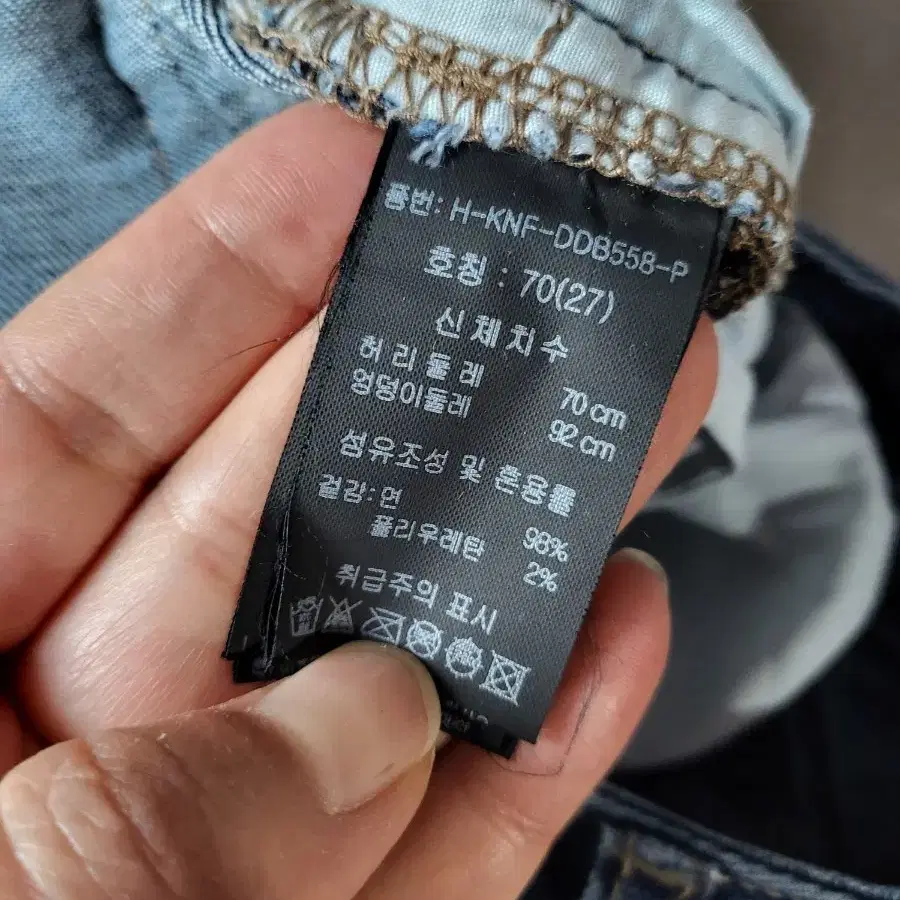 품번: H-KNF-DDB558-P
호칭 : 70(27)
신체치수
허리둘레 70 cm
엉덩이둘레 92 cm
섬유조성 및 혼용률
겉감:면 98%
폴리우레탄 2%
취급주의 표시